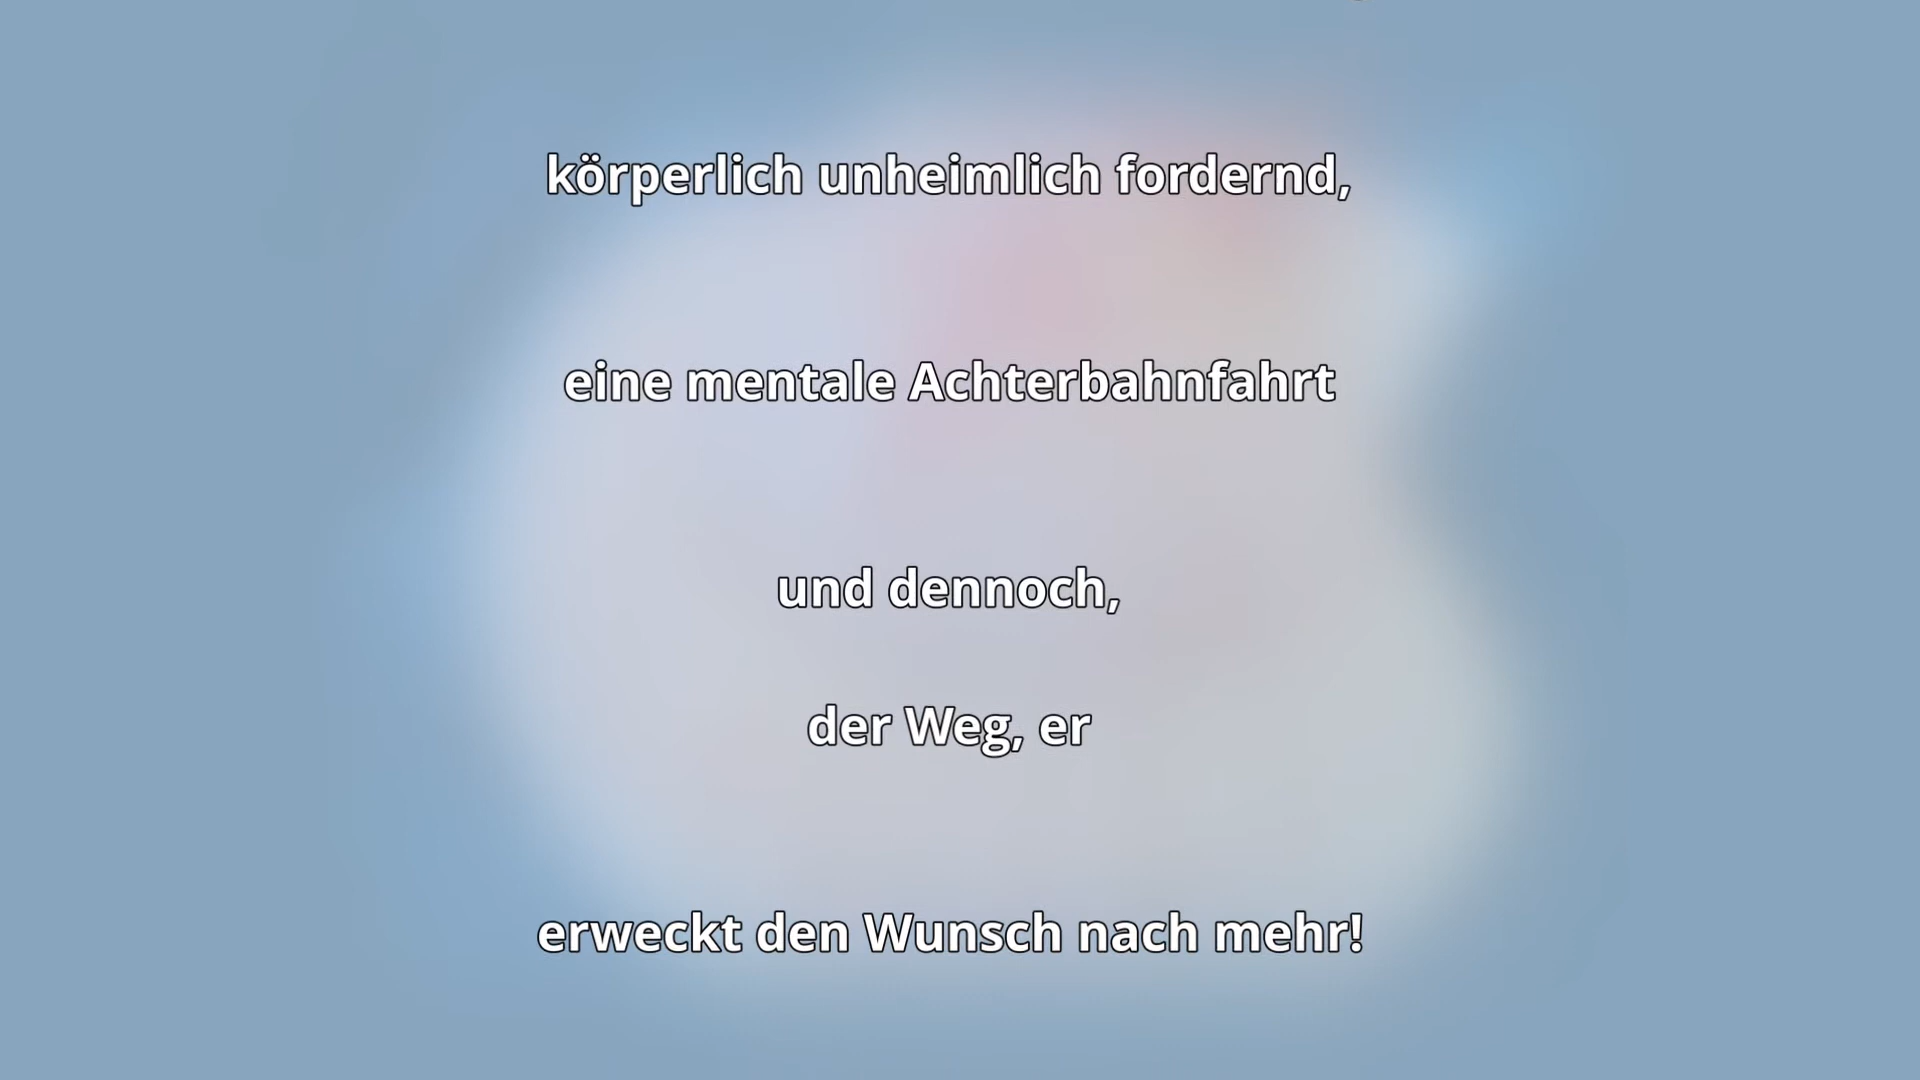 körperlich unheimlich fordernd,
eine mentale Achterbahnfahrt
und dennoch,
der Weg, er
erweckt den Wunsch nach mehr!